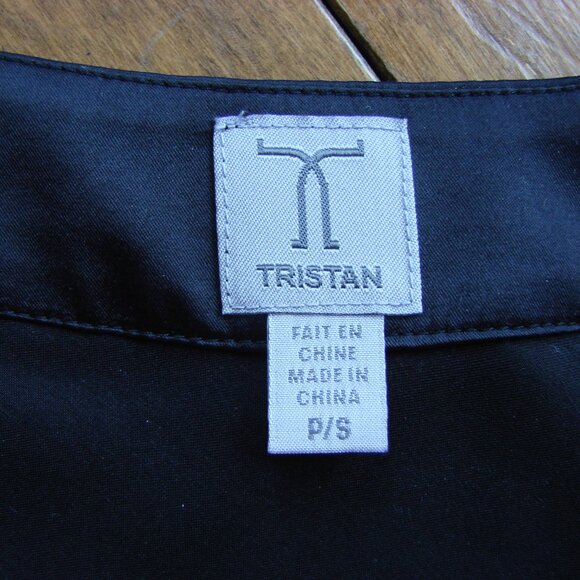 TRISTAN
FAIT EN
CHINE
MADE IN
CHINA
P/S